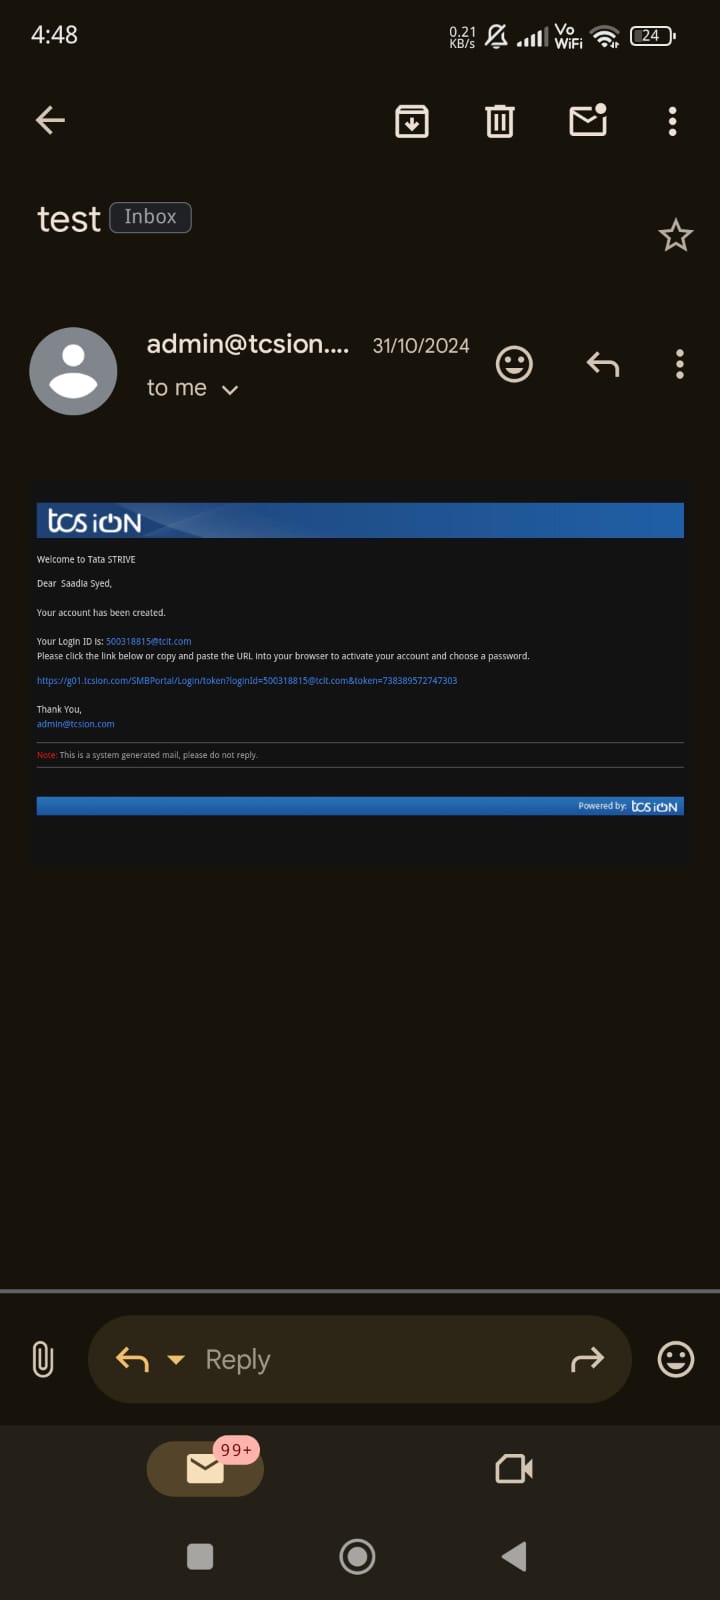 4:48
0.21 KB/s
Vo WiFi
24
test
Inbox
admin@tcsion....
31/10/2024
to me
tcs iON
Welcome to Tata STRIVE
Dear Saadia Syed,
Your account has been created.
Your Login ID is: 500318815@tcit.com
Please click the link below or copy and paste the URL into your browser to activate your account and choose a password.
https://g01.tcsion.com/SMBPortal/Login/token?loginId=500318815@tcit.com&token=738389572747303
Thank You,
admin@tcsion.com
Note: This is a system generated mail, please do not reply.
Powered by: tcs iON
Reply
99+